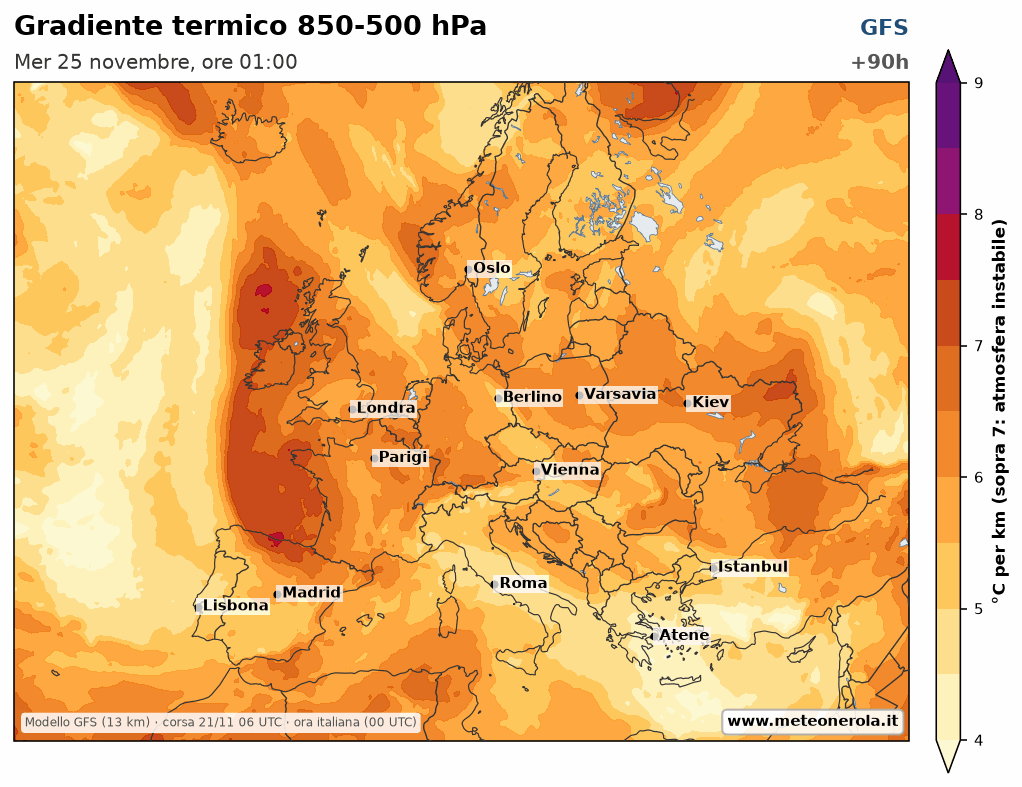 Gradiente termico 850-500 hPa
GFS
Mer 25 novembre, ore 01:00
+90h
9
8
7
6
5
4
°C per km (sopra 7: atmosfera instabile)
Oslo
Londra
Berlino
Varsavia
Kiev
Parigi
Vienna
Istanbul
Roma
Madrid
Lisbona
Atene
Modello GFS (13 km) · corsa 21/11 06 UTC · ora italiana (00 UTC)
www.meteonerola.it